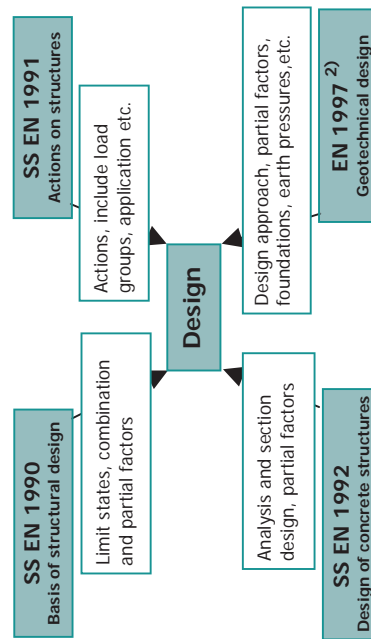 SS EN 1990
Basis of structural design
Limit states, combination
and partial factors
SS EN 1991
Actions on structures
Actions, include load
groups, application etc.
Design
Analysis and section
design, partial factors
SS EN 1992
Design of concrete structures
Design approach, partial factors,
foundations, earth pressures,etc.
EN 1997 2)
Geotechnical design